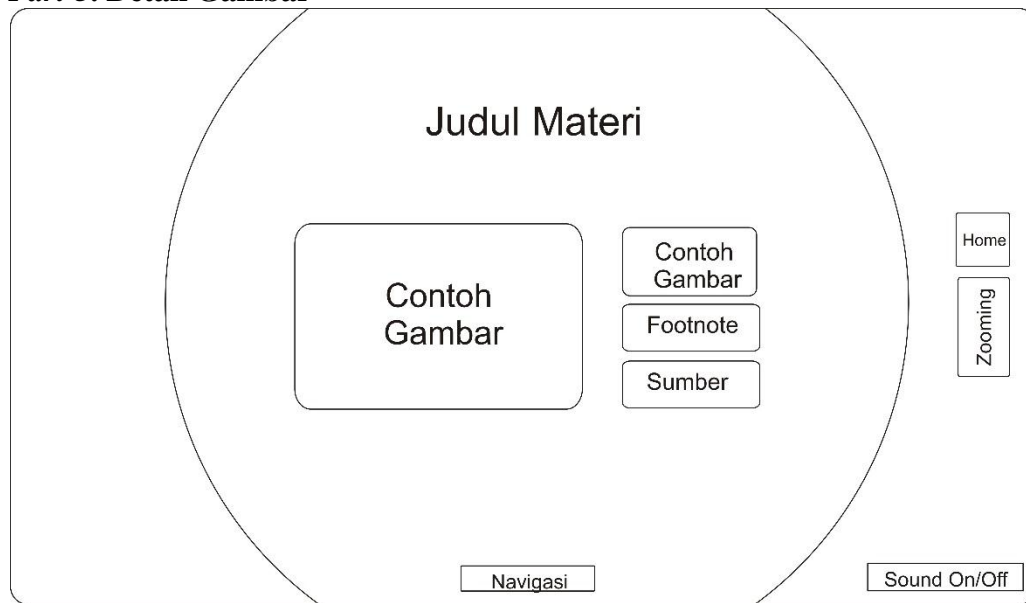 Judul Materi
Contoh
Gambar
Contoh
Gambar
Footnote
Sumber
Home
Zooming
Navigasi
Sound On/Off